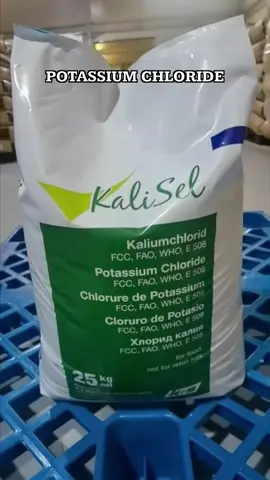 POTASSIUM CHLORIDE
KaliSel
Kaliumchlorid
FCC, FAO, WHO, E 508
Potassium Chloride
FCC, FAO, WHO, E 508
Chlorure de Potassium
FCC, FAO, WHO, E 508
Cloruro de Potasio
FCC, FAO, WHO, E 508
Хлорид калия
FCC, FAO, WHO, E 508
for food
not for retail
25 kg
net